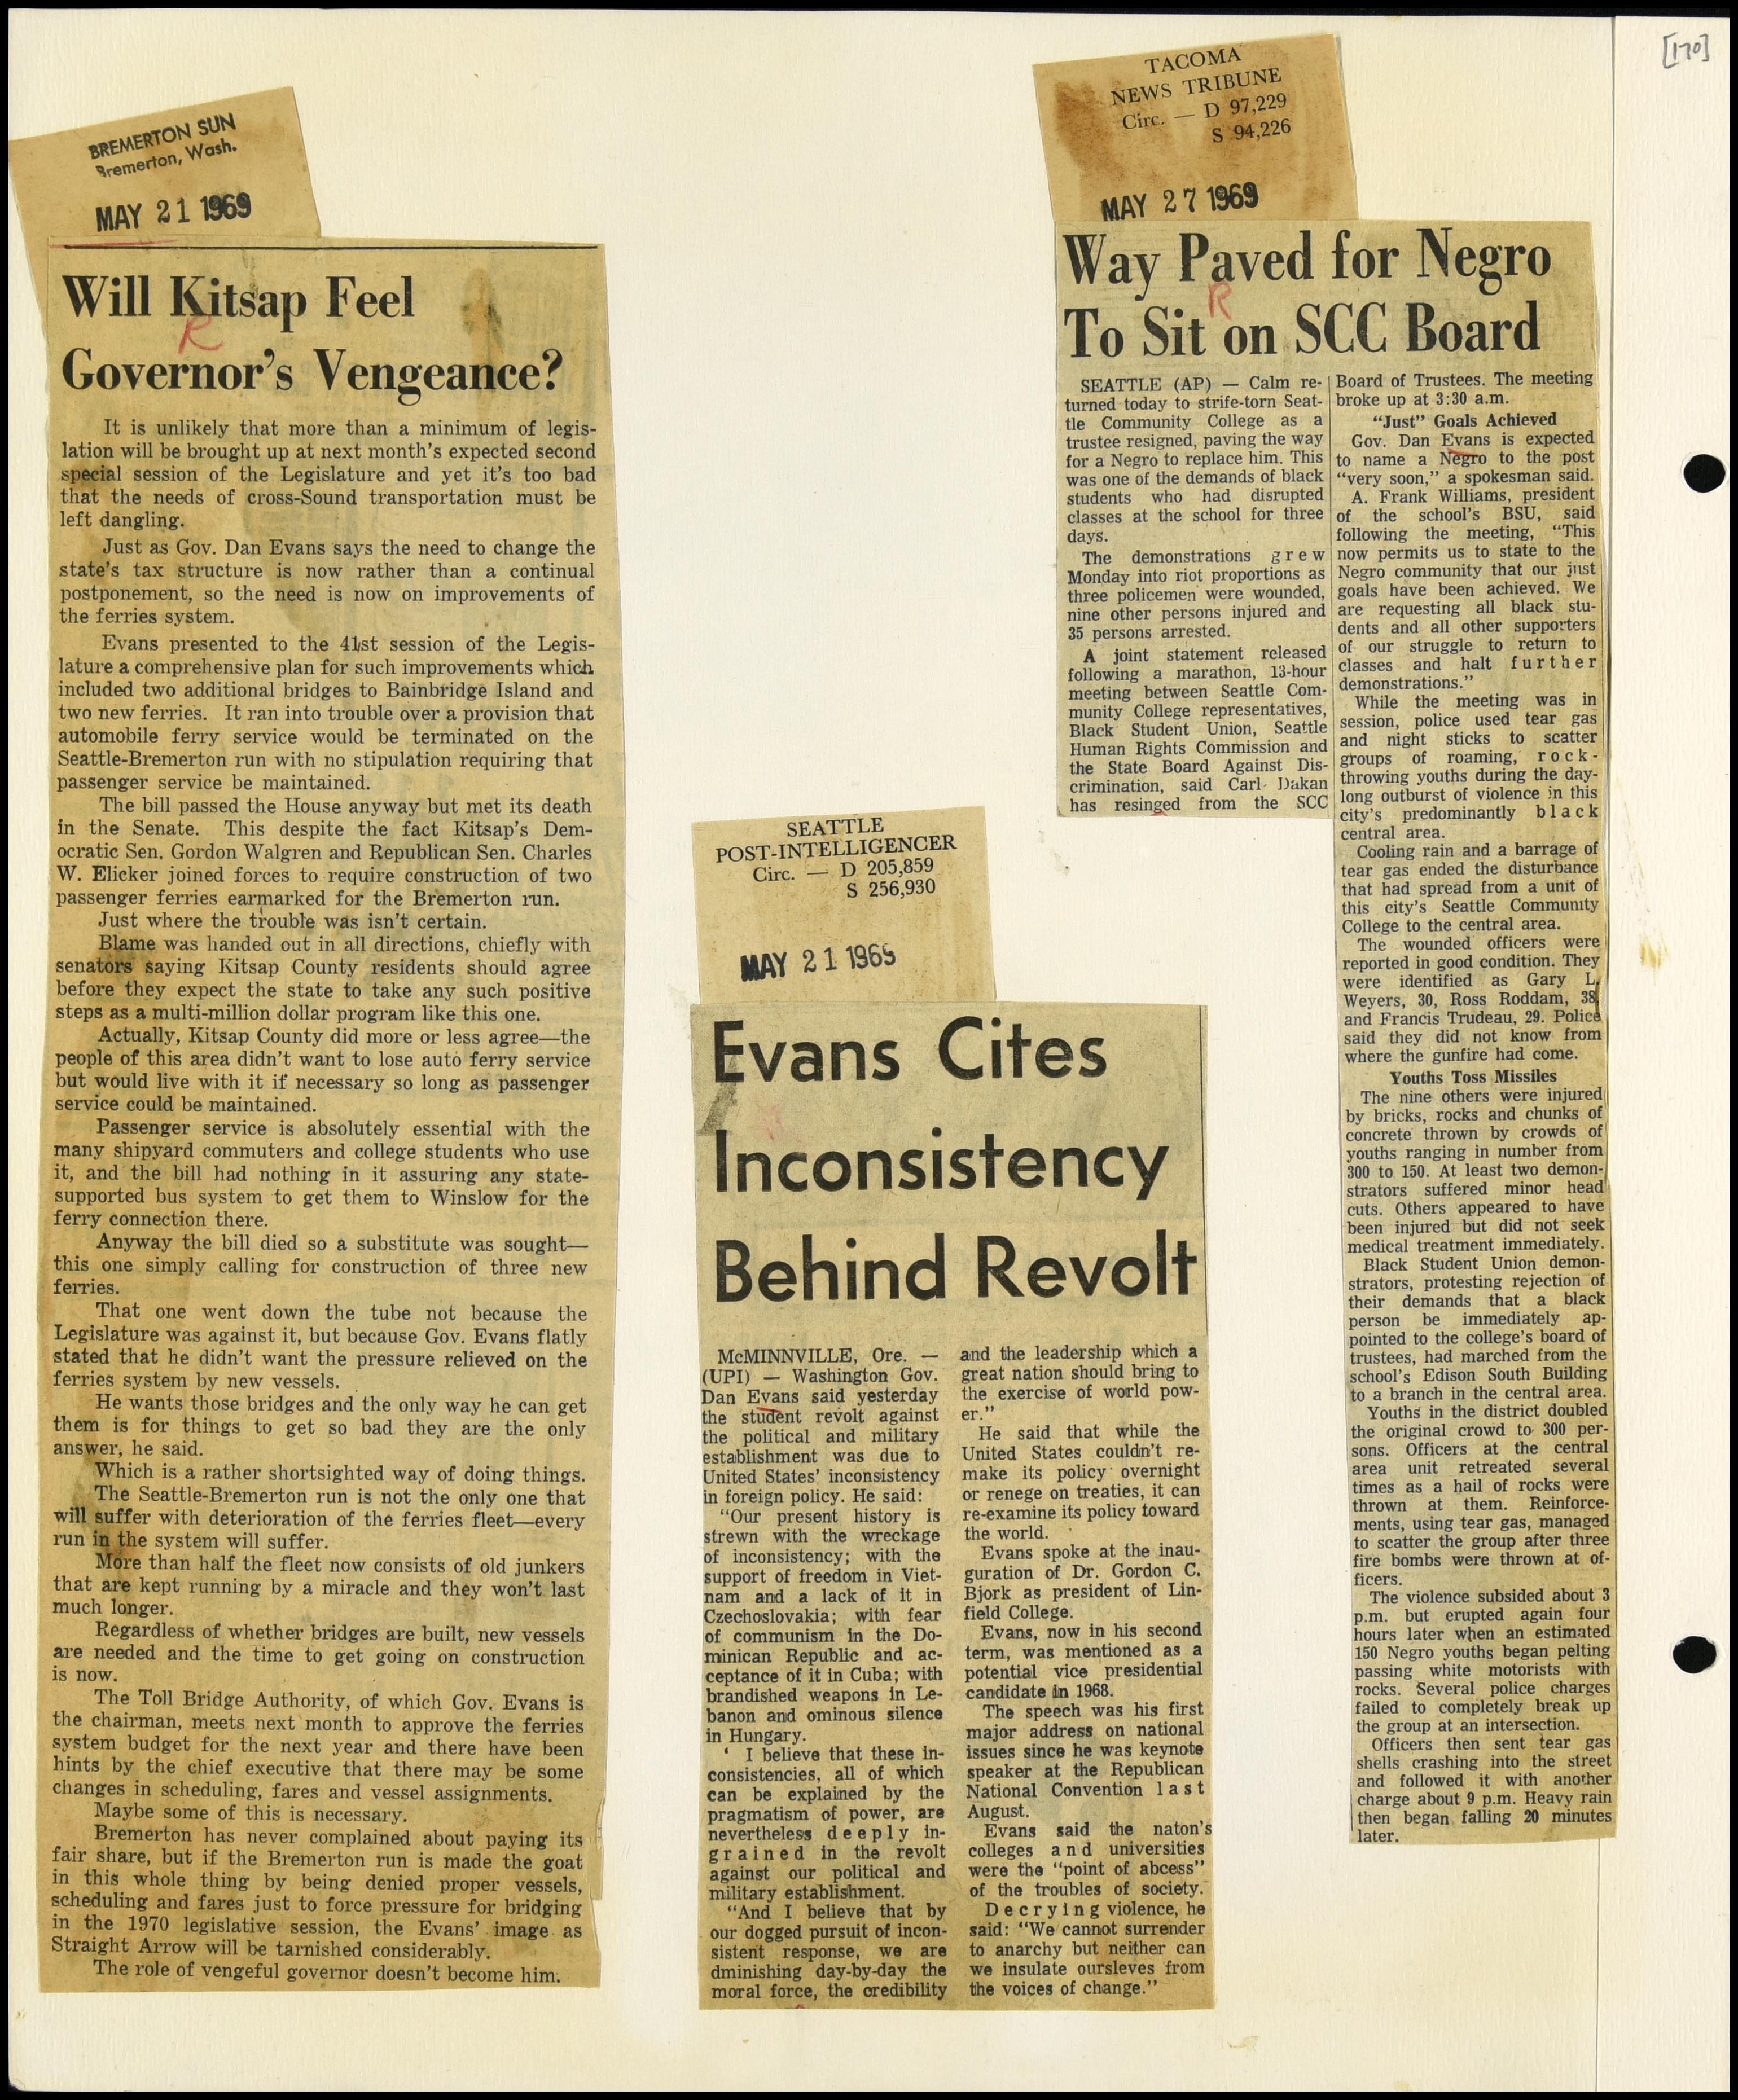 [170]
BREMERTON SUN
Bremerton, Wash.
MAY 21 1969
Will Kitsap Feel
R
Governor's Vengeance?
It is unlikely that more than a minimum of legis-
lation will be brought up at next month's expected second
special session of the Legislature and yet it's too bad
that the needs of cross-Sound transportation must be
left dangling.
Just as Gov. Dan Evans says the need to change the
state's tax structure is now rather than a continual
postponement, so the need is now on improvements of
the ferries system.
Evans presented to the 41st session of the Legis-
lature a comprehensive plan for such improvements which
included two additional bridges to Bainbridge Island and
two new ferries. It ran into trouble over a provision that
automobile ferry service would be terminated on the
Seattle-Bremerton run with no stipulation requiring that
passenger service be maintained.
The bill passed the House anyway but met its death
in the Senate. This despite the fact Kitsap's Dem-
ocratic Sen. Gordon Walgren and Republican Sen. Charles
W. Elicker joined forces to require construction of two
passenger ferries earmarked for the Bremerton run.
Just where the trouble was isn't certain.
Blame was handed out in all directions, chiefly with
senators saying Kitsap County residents should agree
before they expect the state to take any such positive
steps as a multi-million dollar program like this one.
Actually, Kitsap County did more or less agree—the
people of this area didn't want to lose auto ferry service
but would live with it if necessary so long as passenger
service could be maintained.
Passenger service is absolutely essential with the
many shipyard commuters and college students who use
it, and the bill had nothing in it assuring any state-
supported bus system to get them to Winslow for the
ferry connection there.
Anyway the bill died so a substitute was sought—
this one simply calling for construction of three new
ferries.
That one went down the tube not because the
Legislature was against it, but because Gov. Evans flatly
stated that he didn't want the pressure relieved on the
ferries system by new vessels.
He wants those bridges and the only way he can get
them is for things to get so bad they are the only
answer, he said.
Which is a rather shortsighted way of doing things.
The Seattle-Bremerton run is not the only one that
will suffer with deterioration of the ferries fleet—every
run in the system will suffer.
More than half the fleet now consists of old junkers
that are kept running by a miracle and they won't last
much longer.
Regardless of whether bridges are built, new vessels
are needed and the time to get going on construction
is now.
The Toll Bridge Authority, of which Gov. Evans is
the chairman, meets next month to approve the ferries
system budget for the next year and there have been
hints by the chief executive that there may be some
changes in scheduling, fares and vessel assignments.
Maybe some of this is necessary.
Bremerton has never complained about paying its
fair share, but if the Bremerton run is made the goat
in this whole thing by being denied proper vessels,
scheduling and fares just to force pressure for bridging
in the 1970 legislative session, the Evans' image as
Straight Arrow will be tarnished considerably.
The role of vengeful governor doesn't become him.
SEATTLE
POST-INTELLIGENCER
Circ. — D 205,859
S 256,930
MAY 21 1969
Evans Cites
Inconsistency
Behind Revolt
McMINNVILLE, Ore. —
(UPI) — Washington Gov.
Dan Evans said yesterday
the student revolt against
the political and military
establishment was due to
United States' inconsistency
in foreign policy. He said:
"Our present history is
strewn with the wreckage
of inconsistency; with the
support of freedom in Viet-
nam and a lack of it in
Czechoslovakia; with fear
of communism in the Do-
minican Republic and ac-
ceptance of it in Cuba; with
brandished weapons in Le-
banon and ominous silence
in Hungary.
' I believe that these in-
consistencies, all of which
can be explained by the
pragmatism of power, are
nevertheless deeply in-
grained in the revolt
against our political and
military establishment.
"And I believe that by
our dogged pursuit of incon-
sistent response, we are
dminishing day-by-day the
moral force, the credibility
and the leadership which a
great nation should bring to
the exercise of world pow-
er."
He said that while the
United States couldn't re-
make its policy overnight
or renege on treaties, it can
re-examine its policy toward
the world.
Evans spoke at the inau-
guration of Dr. Gordon C.
Bjork as president of Lin-
field College.
Evans, now in his second
term, was mentioned as a
potential vice presidential
candidate in 1968.
The speech was his first
major address on national
issues since he was keynote
speaker at the Republican
National Convention last
August.
Evans said the naton's
colleges and universities
were the "point of abcess"
of the troubles of society.
Decrying violence, he
said: "We cannot surrender
to anarchy but neither can
we insulate oursleves from
the voices of change."
TACOMA
NEWS TRIBUNE
Circ. — D 97,229
S 94,226
MAY 27 1969
Way Paved for Negro
R
To Sit on SCC Board
SEATTLE (AP) — Calm re-
turned today to strife-torn Seat-
tle Community College as a
trustee resigned, paving the way
for a Negro to replace him. This
was one of the demands of black
students who had disrupted
classes at the school for three
days.
The demonstrations grew
Monday into riot proportions as
three policemen were wounded,
nine other persons injured and
35 persons arrested.
A joint statement released
following a marathon, 13-hour
meeting between Seattle Com-
munity College representatives,
Black Student Union, Seattle
Human Rights Commission and
the State Board Against Dis-
crimination, said Carl Dakan
has resinged from the SCC
Board of Trustees. The meeting
broke up at 3:30 a.m.
"Just" Goals Achieved
Gov. Dan Evans is expected
to name a Negro to the post
"very soon," a spokesman said.
A. Frank Williams, president
of the school's BSU, said
following the meeting, "This
now permits us to state to the
Negro community that our just
goals have been achieved. We
are requesting all black stu-
dents and all other supporters
of our struggle to return to
classes and halt further
demonstrations."
While the meeting was in
session, police used tear gas
and night sticks to scatter
groups of roaming, rock-
throwing youths during the day-
long outburst of violence in this
city's predominantly black
central area.
Cooling rain and a barrage of
tear gas ended the disturbance
that had spread from a unit of
this city's Seattle Community
College to the central area.
The wounded officers were
reported in good condition. They
were identified as Gary L.
Weyers, 30, Ross Roddam, 38,
and Francis Trudeau, 29. Police
said they did not know from
where the gunfire had come.
Youths Toss Missiles
The nine others were injured
by bricks, rocks and chunks of
concrete thrown by crowds of
youths ranging in number from
300 to 150. At least two demon-
strators suffered minor head
cuts. Others appeared to have
been injured but did not seek
medical treatment immediately.
Black Student Union demon-
strators, protesting rejection of
their demands that a black
person be immediately ap-
pointed to the college's board of
trustees, had marched from the
school's Edison South Building
to a branch in the central area.
Youths in the district doubled
the original crowd to 300 per-
sons. Officers at the central
area unit retreated several
times as a hail of rocks were
thrown at them. Reinforce-
ments, using tear gas, managed
to scatter the group after three
fire bombs were thrown at of-
ficers.
The violence subsided about 3
p.m. but erupted again four
hours later when an estimated
150 Negro youths began pelting
passing white motorists with
rocks. Several police charges
failed to completely break up
the group at an intersection.
Officers then sent tear gas
shells crashing into the street
and followed it with another
charge about 9 p.m. Heavy rain
then began falling 20 minutes
later.